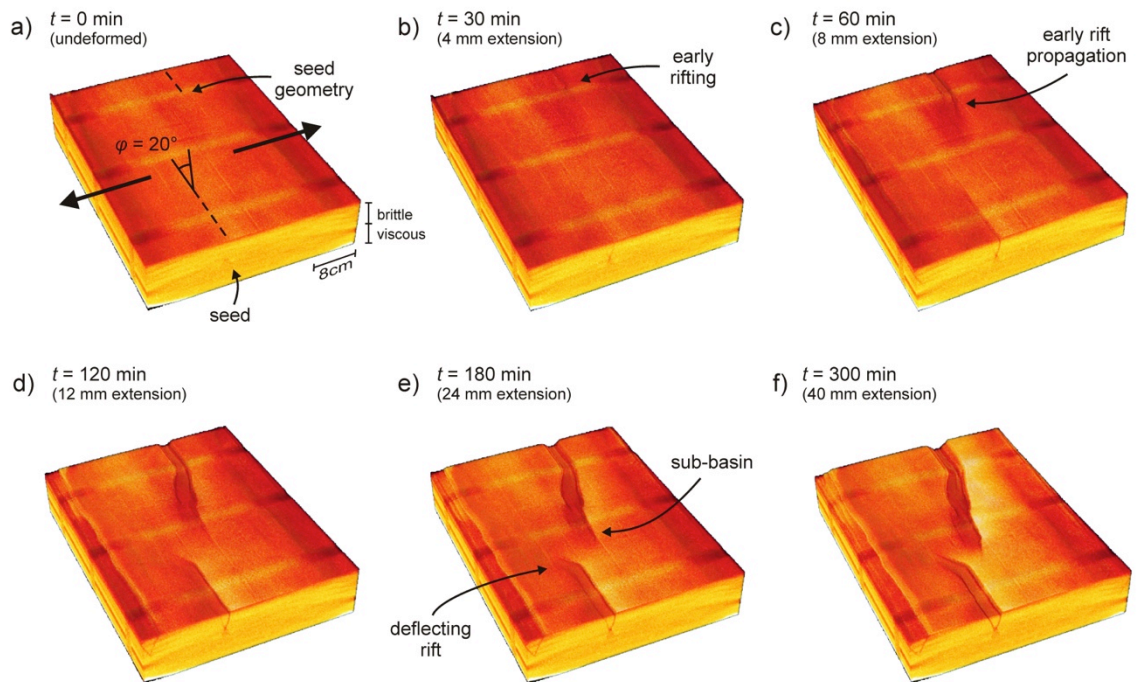 a) t = 0 min
(undeformed)
seed
geometry
φ = 20°
brittle
viscous
8cm
seed
b) t = 30 min
(4 mm extension)
early
rifting
c) t = 60 min
(8 mm extension)
early rift
propagation
d) t = 120 min
(12 mm extension)
e) t = 180 min
(24 mm extension)
sub-basin
deflecting
rift
f) t = 300 min
(40 mm extension)